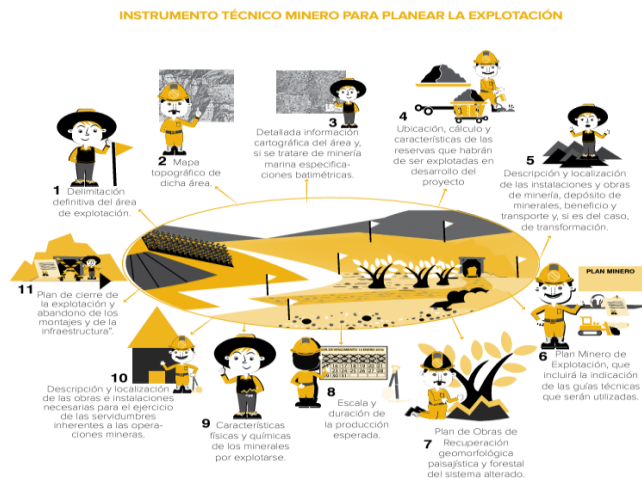 INSTRUMENTO TÉCNICO MINERO PARA PLANEAR LA EXPLOTACIÓN
1 Delimitación
definitiva del área
de explotación.
2 Mapa
topográfico de
dicha área.
3
Detallada información
cartográfica del área y,
si se tratare de minería
marina especifica-
ciones batimétricas.
4
Ubicación, cálculo y
características de las
reservas que habrán
de ser explotadas en
desarrollo del
proyecto
5
Descripción y localización
de las instalaciones y obras
de minería, depósito de
minerales, beneficio y
transporte y, si es del caso,
de transformación.
PLAN MINERO
6 Plan Minero de
Explotación, que
incluirá la indicación
de las guías técnicas
que serán utilizadas.
7
Plan de Obras de
Recuperación
geomorfológica
paisajística y forestal
del sistema alterado.
8
Escala y
duración de
la producción
esperada.
9 Características
físicas y químicas
de los minerales
por explotarse.
10
Descripción y localización
de las obras e instalaciones
necesarias para el ejercicio
de las servidumbres
inherentes a las opera-
ciones mineras.
11
Plan de cierre de
la explotación y
abandono de los
montajes y de la
infraestructura".